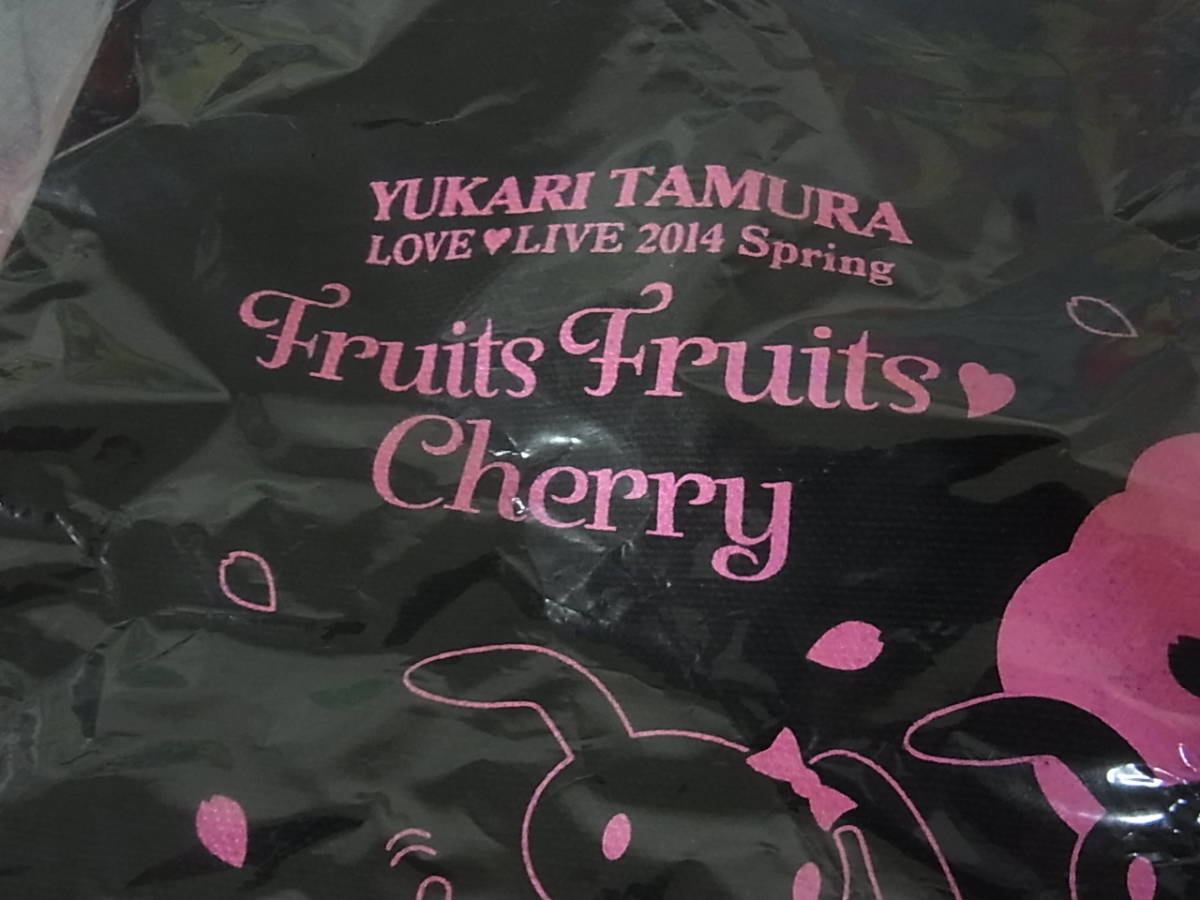 YUKARI TAMURA
LOVE♥LIVE 2014 Spring
Fruits Fruits♥
Cherry